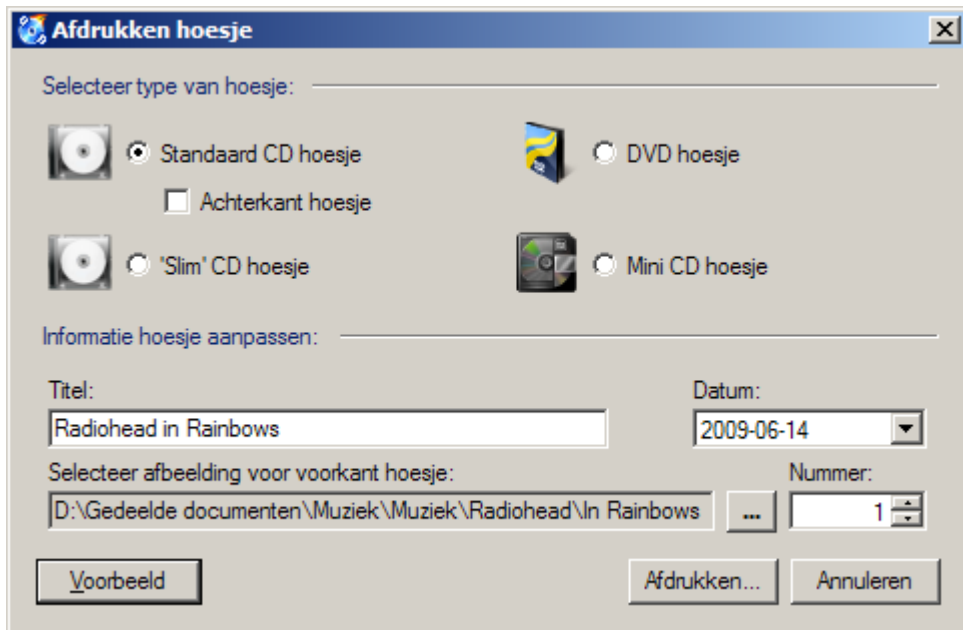 Afdrukken hoesje
Selecteer type van hoesje:
Standaard CD hoesje
DVD hoesje
Achterkant hoesje
'Slim' CD hoesje
Mini CD hoesje
Informatie hoesje aanpassen:
Titel:
Datum:
Radiohead in Rainbows
2009-06-14
Selecteer afbeelding voor voorkant hoesje:
Nummer:
D:\Gedeelde documenten\Muziek\Muziek\Radiohead\In Rainbows
...
1
Voorbeeld
Afdrukken...
Annuleren